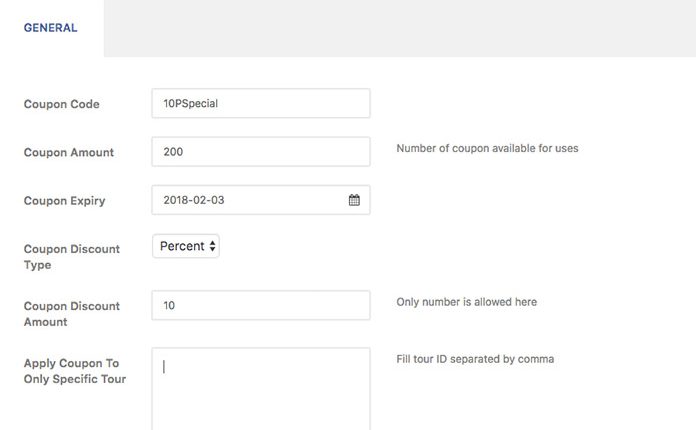 GENERAL
Coupon Code
10PSpecial
Coupon Amount
200
Number of coupon available for uses
Coupon Expiry
2018-02-03
Coupon Discount
Type
Percent
Coupon Discount
Amount
10
Only number is allowed here
Apply Coupon To
Only Specific Tour
Fill tour ID separated by comma